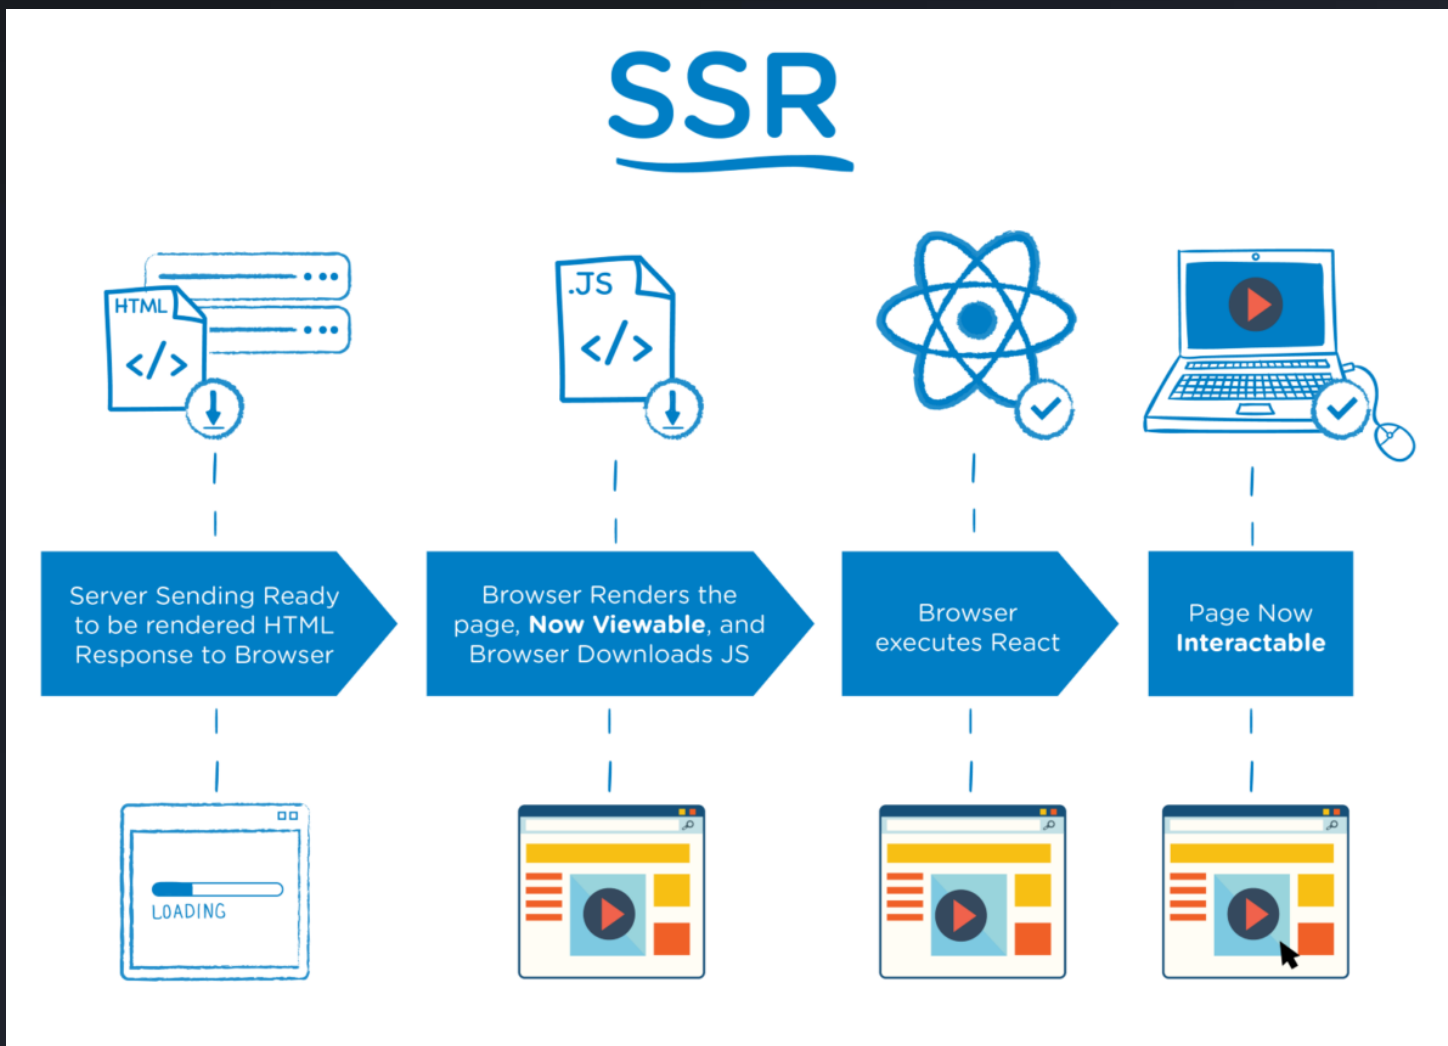 SSR
HTML
</>
.JS
</>
Server Sending Ready
to be rendered HTML
Response to Browser
Browser Renders the
page, Now Viewable, and
Browser Downloads JS
Browser
executes React
Page Now
Interactable
LOADING